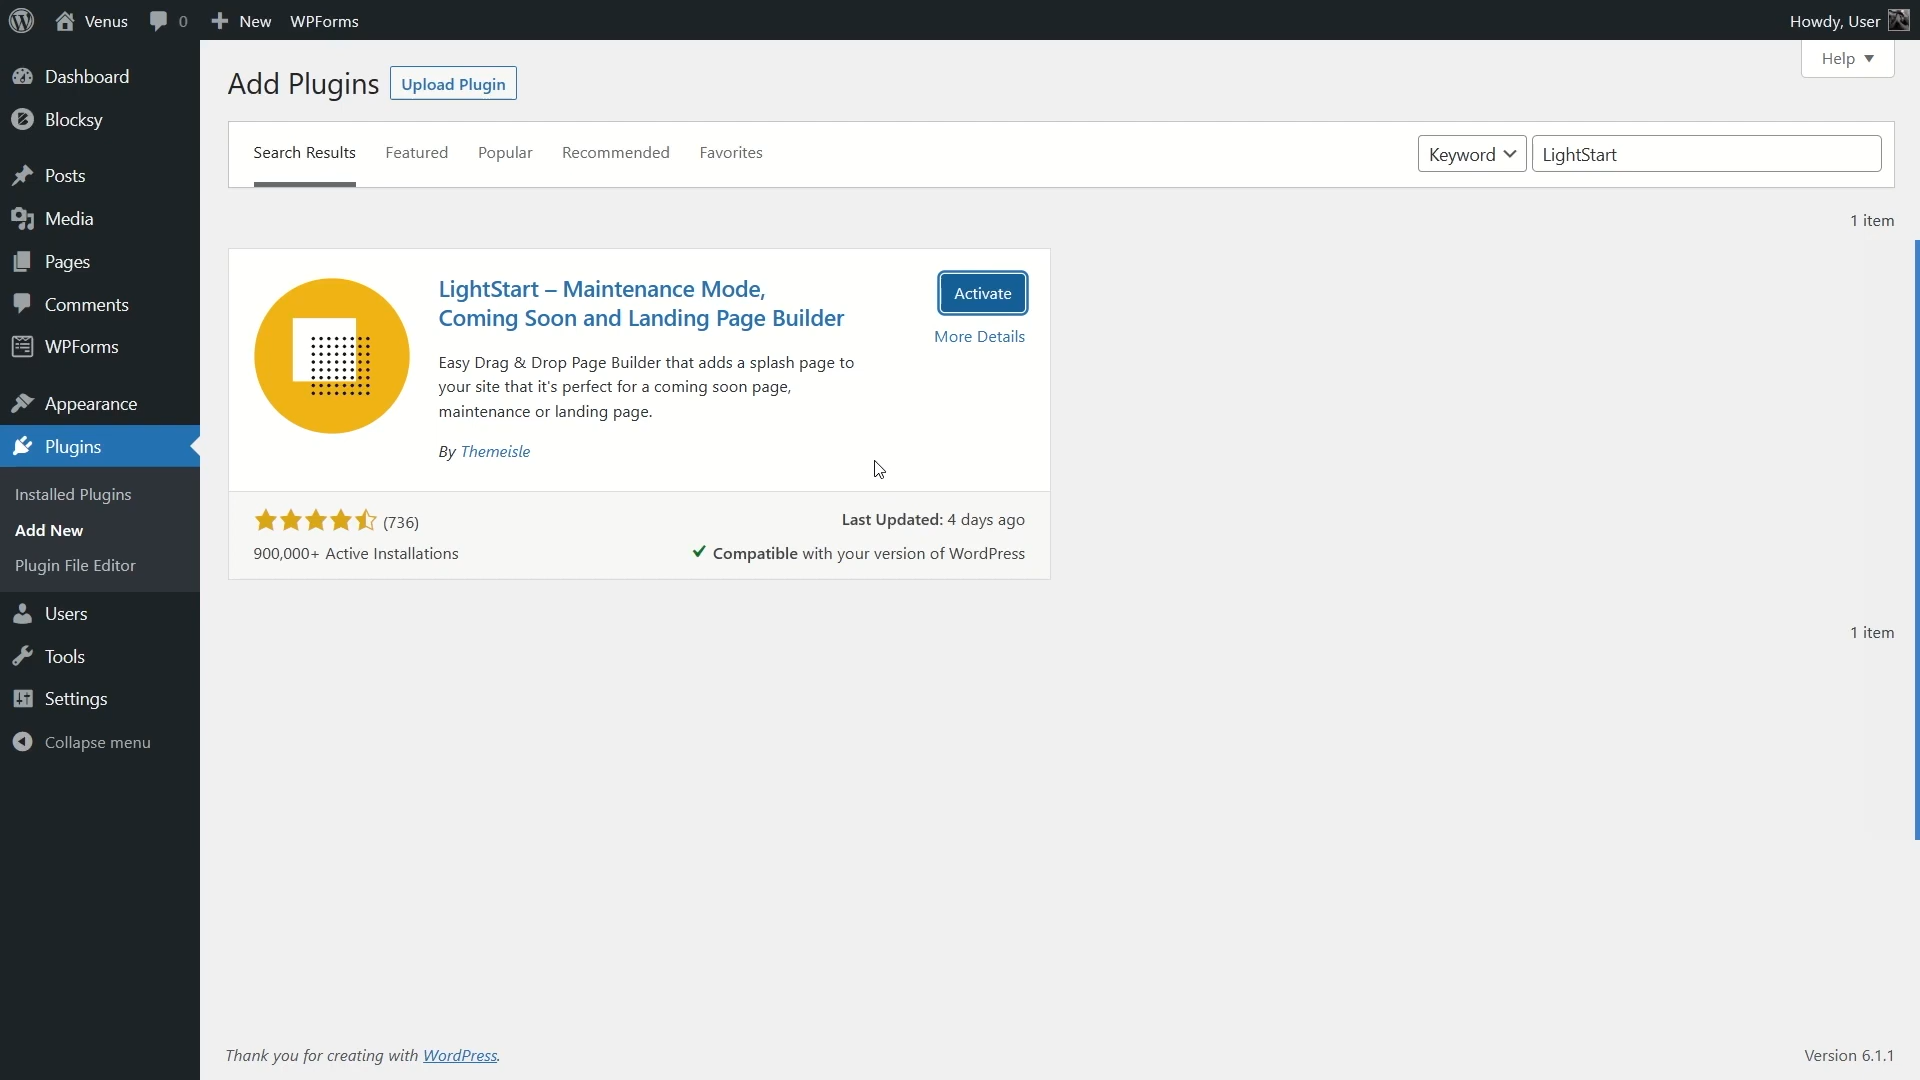 Venus
0
New
WPForms
Howdy, User
Dashboard
Blocksy
Posts
Media
Pages
Comments
WPForms
Appearance
Plugins
Installed Plugins
Add New
Plugin File Editor
Users
Tools
Settings
Collapse menu
Help
Add Plugins
Upload Plugin
Search Results
Featured
Popular
Recommended
Favorites
Keyword
LightStart
1 item
LightStart – Maintenance Mode,
Coming Soon and Landing Page Builder
Activate
More Details
Easy Drag & Drop Page Builder that adds a splash page to
your site that it's perfect for a coming soon page,
maintenance or landing page.
By Themeisle
(736)
Last Updated: 4 days ago
900,000+ Active Installations
Compatible with your version of WordPress
1 item
Thank you for creating with WordPress.
Version 6.1.1